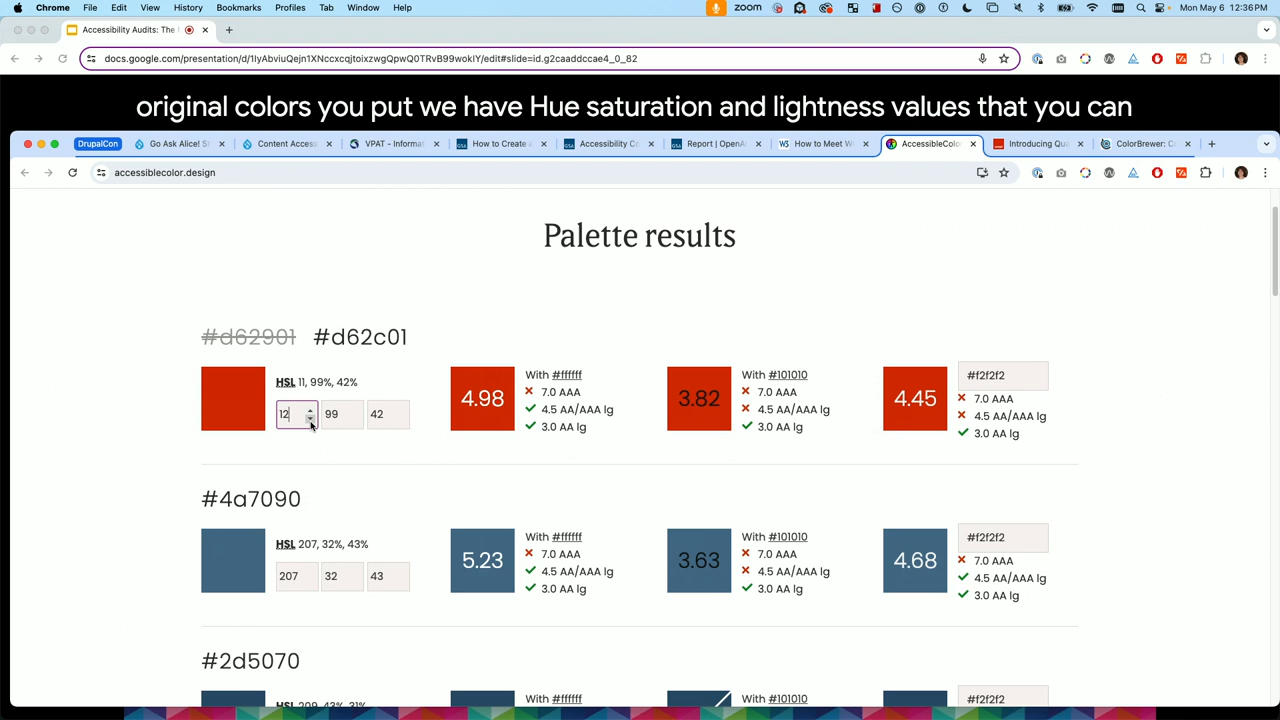 Chrome File Edit View History Bookmarks Profiles Tab Window Help zoom Mon May 6 12:36 PM
Accessibility Audits: The
docs.google.com/presentation/d/1IyAbviuQejn1XNccxcqjtoixzwgQpwQ0TRvB99wokIY/edit#slide=id.g2caaddccae4_0_82
original colors you put we have Hue saturation and lightness values that you can
DrupalCon Go Ask Alice! S Content Access VPAT - Informat How to Create Accessibility Co Report | OpenA How to Meet W AccessibleColo Introducing Qua ColorBrewer: C
accessiblecolor.design
Palette results
#d62901 #d62c01
HSL 11, 99%, 42%
12 99 42
4.98
With #ffffff
7.0 AAA
4.5 AA/AAA lg
3.0 AA lg
3.82
With #101010
7.0 AAA
4.5 AA/AAA lg
3.0 AA lg
4.45
#f2f2f2
7.0 AAA
4.5 AA/AAA lg
3.0 AA lg
#4a7090
HSL 207, 32%, 43%
207 32 43
5.23
With #ffffff
7.0 AAA
4.5 AA/AAA lg
3.0 AA lg
3.63
With #101010
7.0 AAA
4.5 AA/AAA lg
3.0 AA lg
4.68
#f2f2f2
7.0 AAA
4.5 AA/AAA lg
3.0 AA lg
#2d5070
HSL 209, 43%, 31%
With #ffffff
With #101010
#f2f2f2